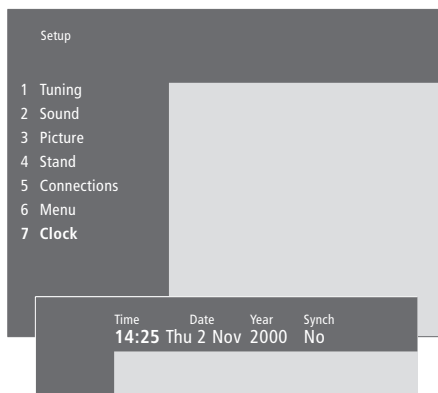 Setup
1 Tuning
2 Sound
3 Picture
4 Stand
5 Connections
6 Menu
7 Clock
Time Date Year Synch
14:25 Thu 2 Nov 2000 No